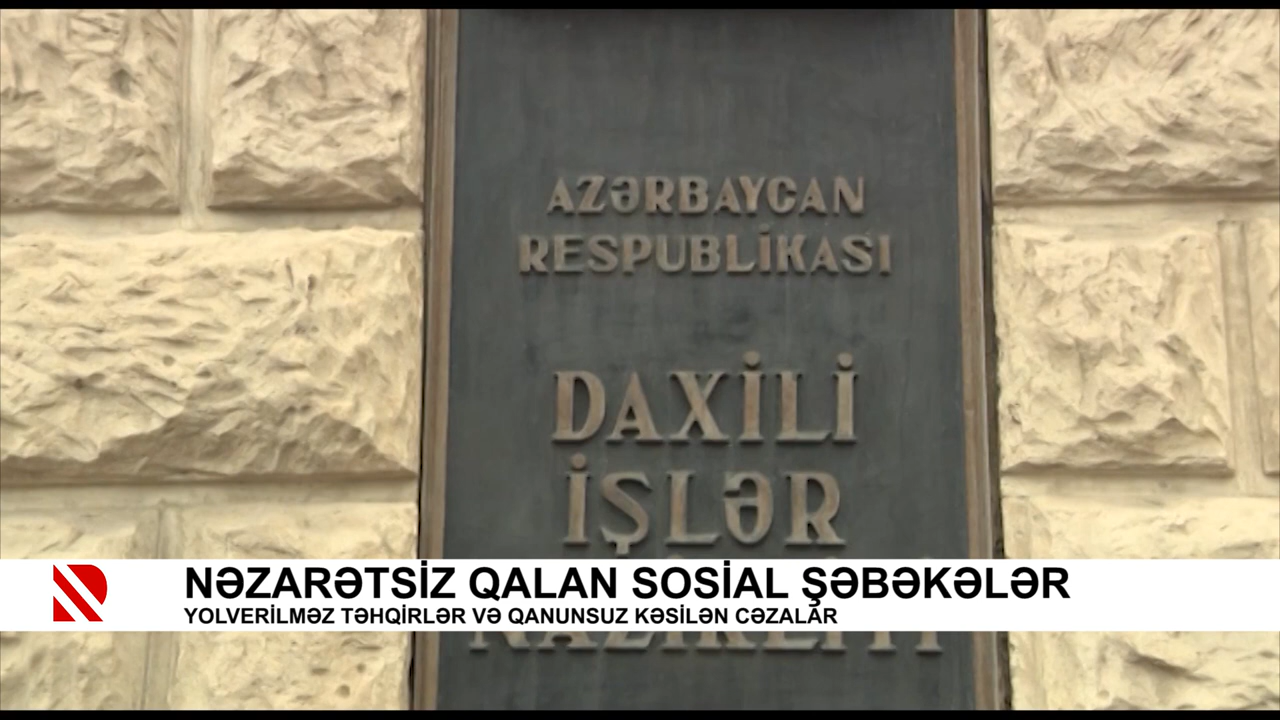 AZƏRBAYCAN
RESPUBLİKASI
DAXİLİ
İŞLƏR
NƏZARƏTSİZ QALAN SOSİAL ŞƏBƏKƏLƏR
YOLVERİLMƏZ TƏHQİRLƏR VƏ QANUNSUZ KƏSİLƏN CƏZALAR